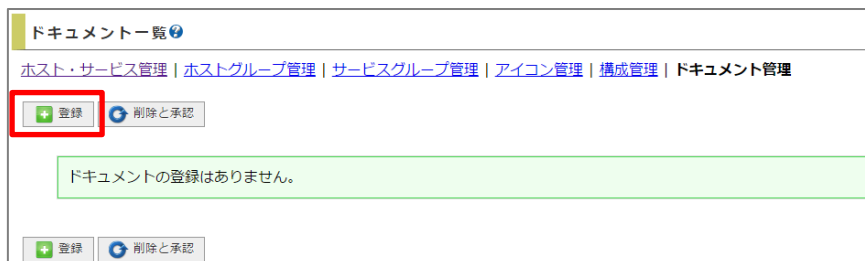 ドキュメント一覧?
ホスト・サービス管理 | ホストグループ管理 | サービスグループ管理 | アイコン管理 | 構成管理 | ドキュメント管理
登録 削除と承認
ドキュメントの登録はありません。
登録 削除と承認